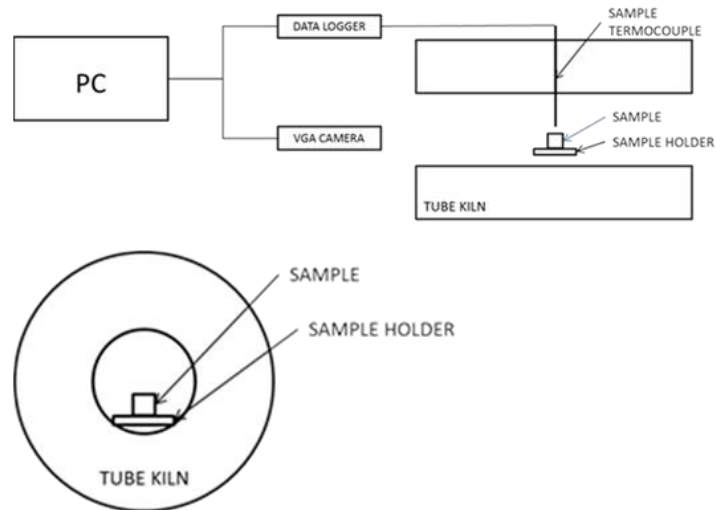 DATA LOGGER
SAMPLE
TERMOCOUPLE
PC
SAMPLE
VGA CAMERA
SAMPLE HOLDER
TUBE KILN
SAMPLE
SAMPLE HOLDER
TUBE KILN